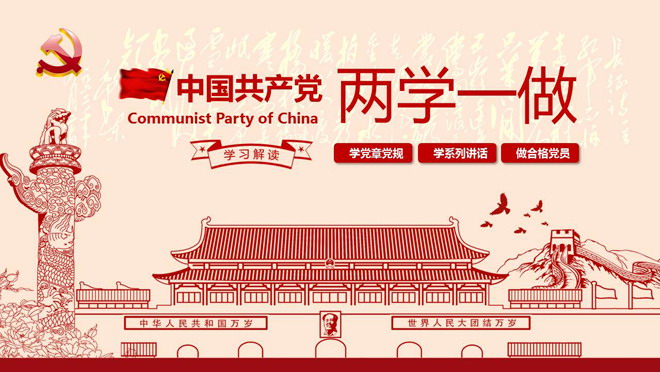 中国共产党
Communist Party of China
两学一做
学习解读
学党章党规
学系列讲话
做合格党员
中华人民共和国万岁
世界人民大团结万岁